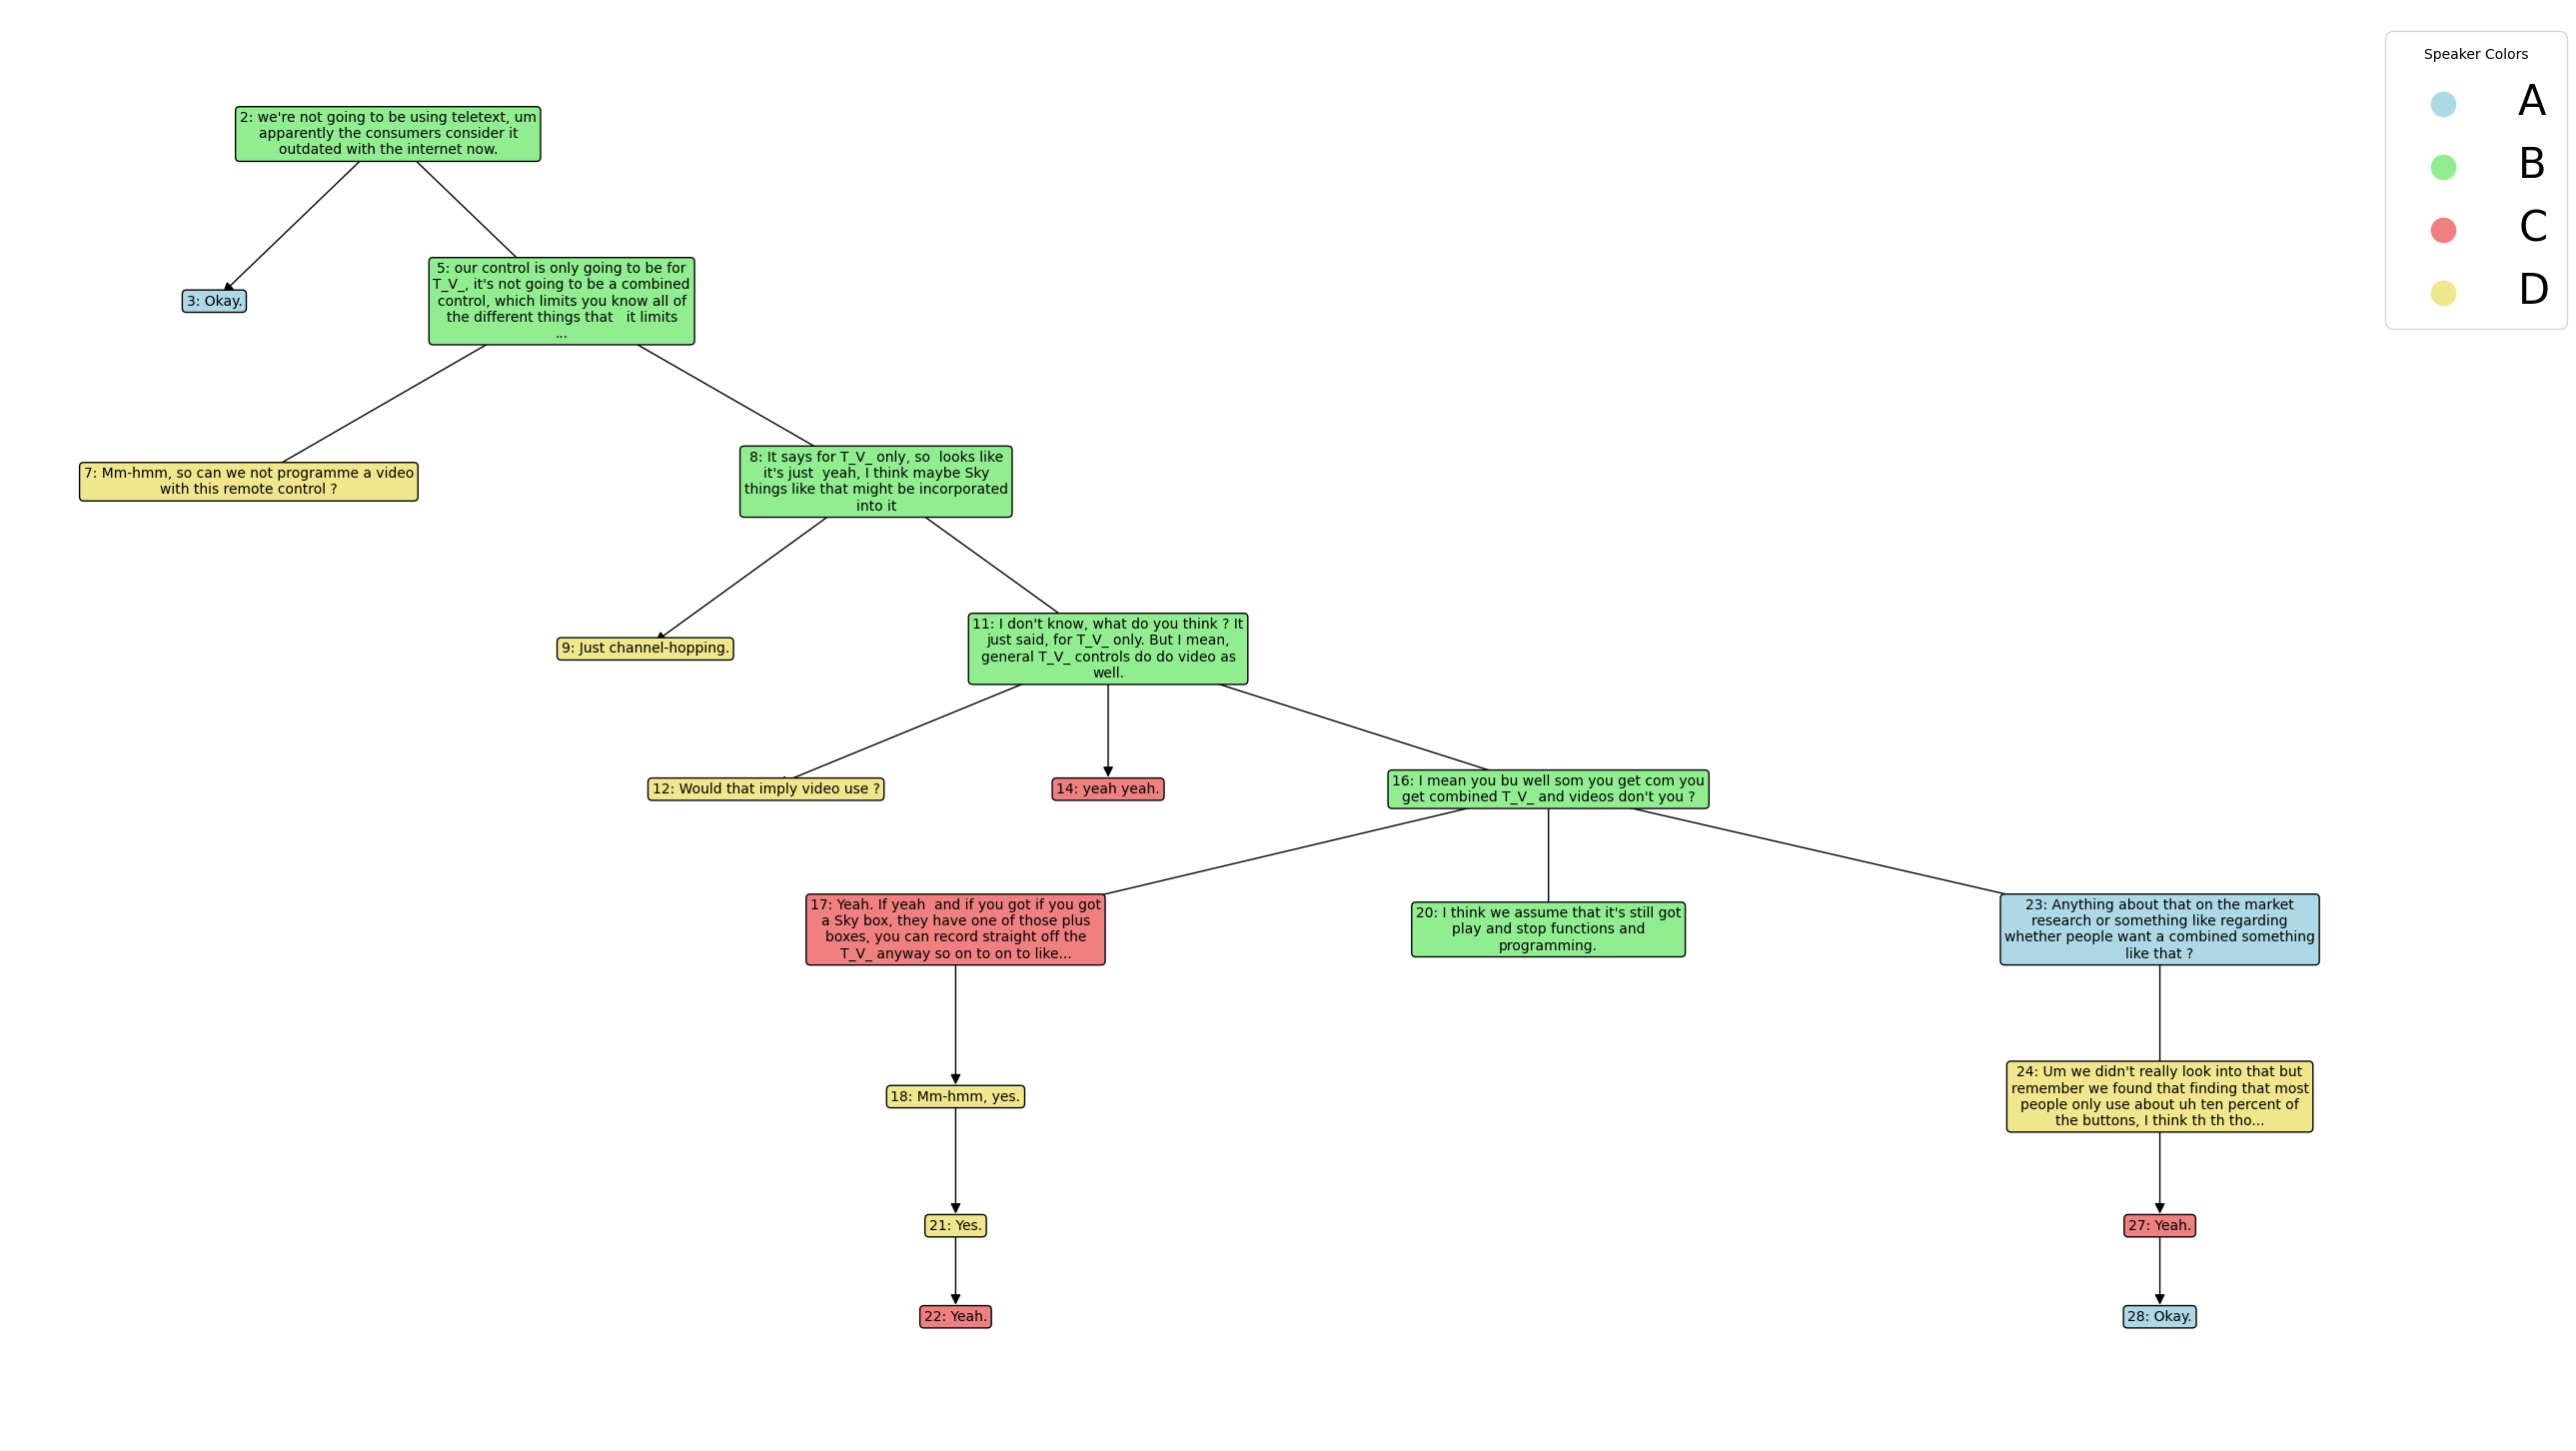 Speaker Colors
A
B
C
D
2: we're not going to be using teletext, um
apparently the consumers consider it
outdated with the internet now.
3: Okay.
5: our control is only going to be for
T_V_, it's not going to be a combined
control, which limits you know all of
the different things that   it limits
...
7: Mm-hmm, so can we not programme a video
with this remote control ?
8: It says for T_V_ only, so  looks like
it's just  yeah, I think maybe Sky
things like that might be incorporated
into it
9: Just channel-hopping.
11: I don't know, what do you think ? It
just said, for T_V_ only. But I mean,
general T_V_ controls do do video as
well.
12: Would that imply video use ?
14: yeah yeah.
16: I mean you bu well som you get com you
get combined T_V_ and videos don't you ?
17: Yeah. If yeah  and if you got if you got
a Sky box, they have one of those plus
boxes, you can record straight off the
T_V_ anyway so on to on to like...
20: I think we assume that it's still got
play and stop functions and
programming.
23: Anything about that on the market
research or something like regarding
whether people want a combined something
like that ?
18: Mm-hmm, yes.
24: Um we didn't really look into that but
remember we found that finding that most
people only use about uh ten percent of
the buttons, I think th th tho...
21: Yes.
27: Yeah.
22: Yeah.
28: Okay.